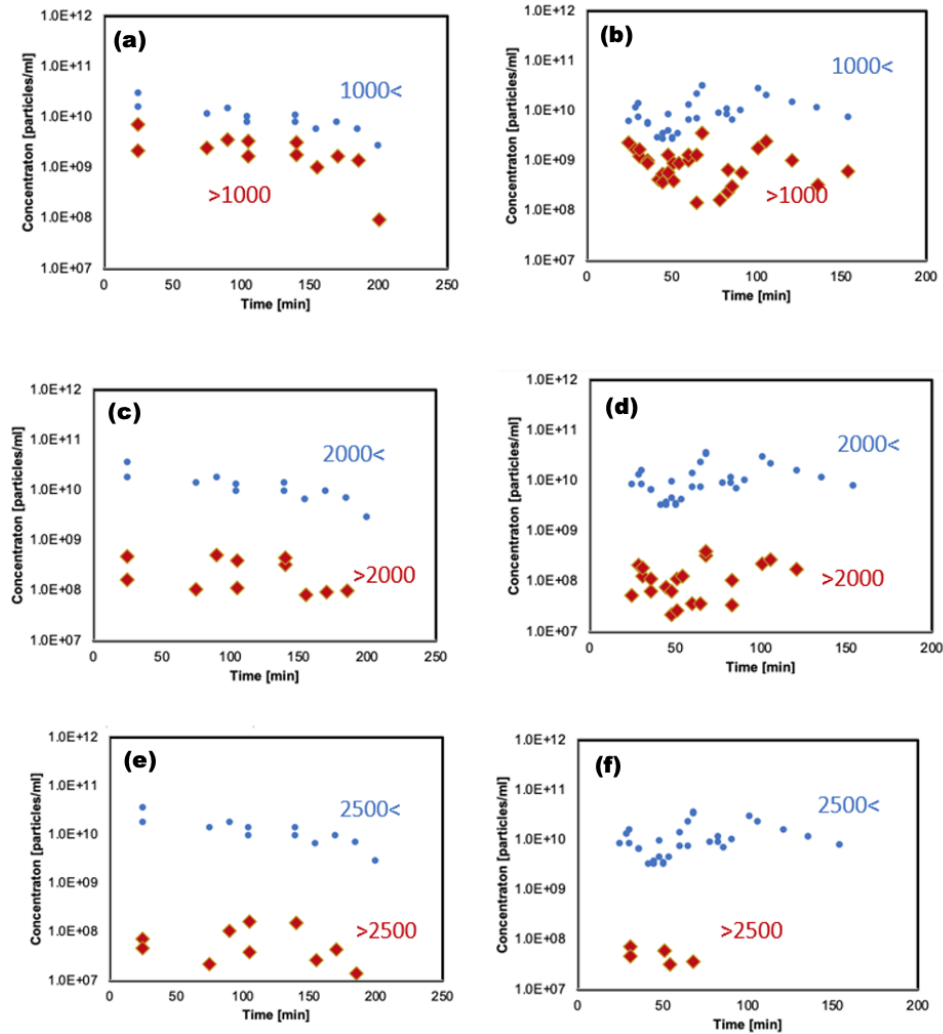 (a)
1000<
>1000
1.0E+12
1.0E+11
1.0E+10
1.0E+09
1.0E+08
1.0E+07
Concentraton [particles/ml]
0 50 100 150 200 250
Time [min]
(b)
1000<
>1000
1.0E+12
1.0E+11
1.0E+10
1.0E+09
1.0E+08
1.0E+07
Concentraton [particles/ml]
0 50 100 150 200
Time [min]
(c)
2000<
>2000
1.0E+12
1.0E+11
1.0E+10
1.0E+09
1.0E+08
1.0E+07
Concentraton [particles/ml]
0 50 100 150 200 250
Time [min]
(d)
2000<
>2000
1.0E+12
1.0E+11
1.0E+10
1.0E+09
1.0E+08
1.0E+07
Concentraton [particles/ml]
0 50 100 150 200
Time [min]
(e)
2500<
>2500
1.0E+12
1.0E+11
1.0E+10
1.0E+09
1.0E+08
1.0E+07
Concentraton [particles/ml]
0 50 100 150 200 250
Time [min]
(f)
2500<
>2500
1.0E+12
1.0E+11
1.0E+10
1.0E+09
1.0E+08
1.0E+07
Concentraton [particles/ml]
0 50 100 150 200
Time [min]